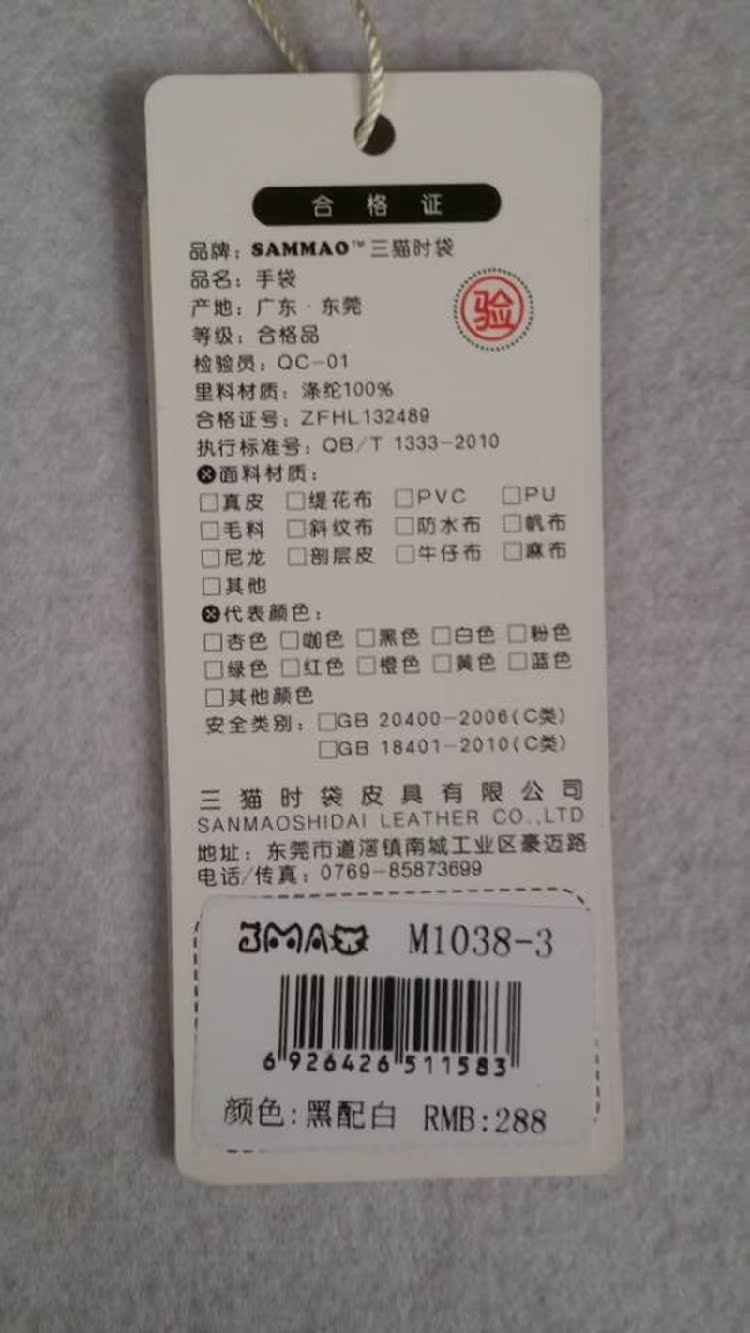 合格证
品牌：SAMMAO™三猫时袋
品名：手袋
产地：广东·东莞
验
等级：合格品
检验员：QC-01
里料材质：涤纶100%
合格证号：ZFHL132489
执行标准号：QB/T 1333-2010
面料材质：
□真皮 □缇花布 □PVC □PU
□毛料 □斜纹布 □防水布 □帆布
□尼龙 □剖层皮 □牛仔布 □麻布
□其他
代表颜色：
□杏色 □咖色 □黑色 □白色 □粉色
□绿色 □红色 □橙色 □黄色 □蓝色
□其他颜色
安全类别：□GB 20400-2006(C类)
□GB 18401-2010(C类)
三猫时袋皮具有限公司
SANMAOSHIDAI LEATHER CO.,LTD
地址：东莞市道滘镇南城工业区豪迈路
电话/传真：0769-85873699
3MAO M1038-3
6 926426 511583
颜色:黑配白 RMB:288